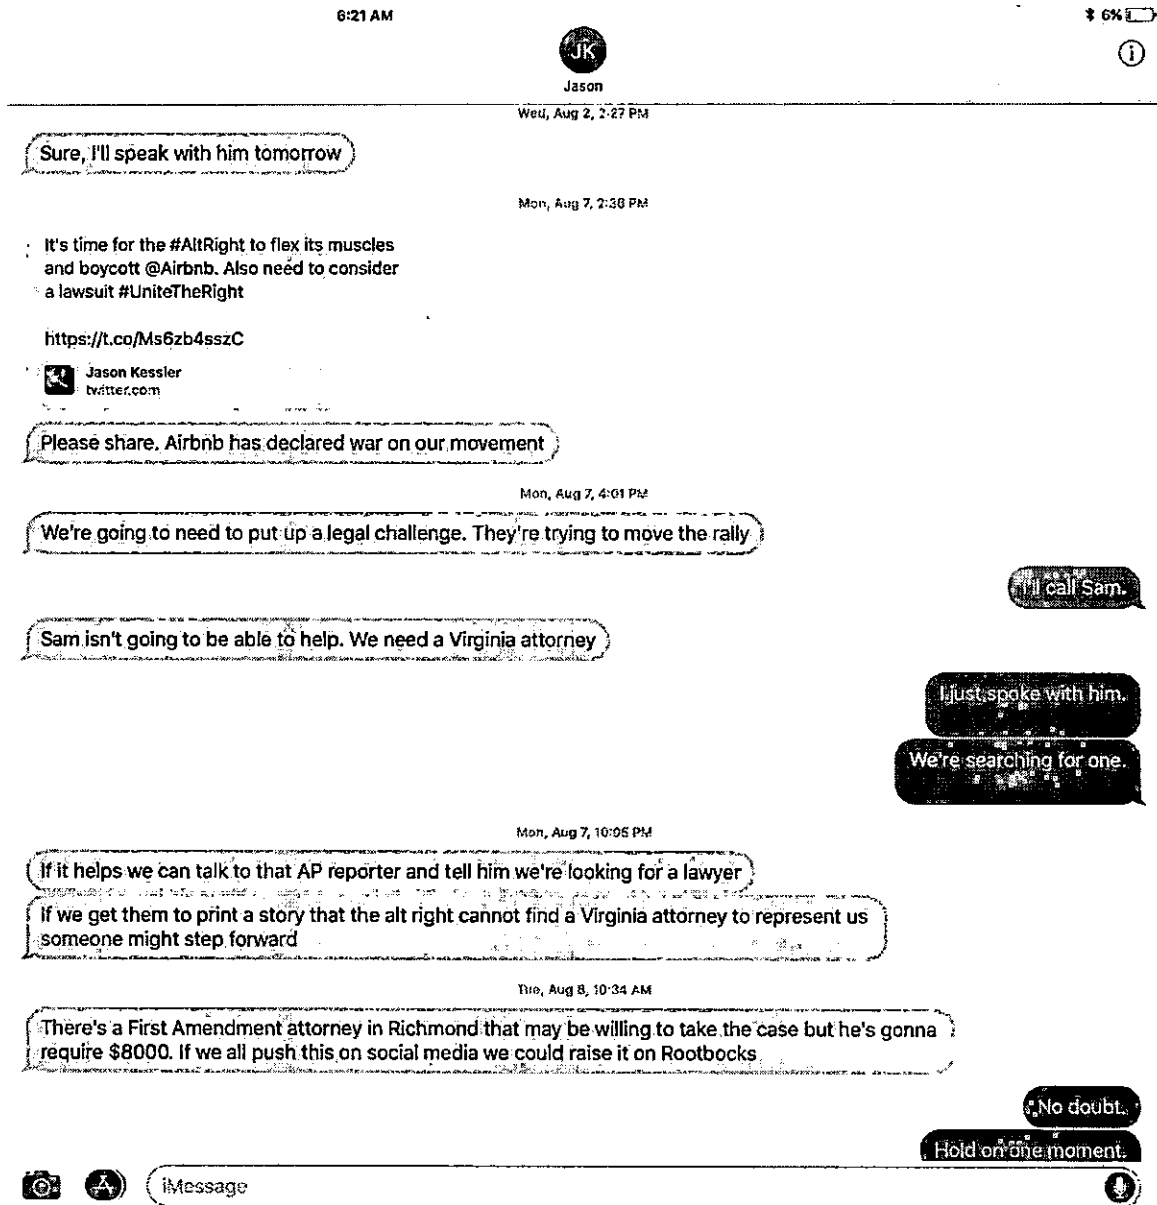 6:21 AM
6%
JK
Jason
Wed, Aug 2, 2:27 PM
Sure, I'll speak with him tomorrow
Mon, Aug 7, 2:38 PM
It's time for the #AltRight to flex its muscles
and boycott @Airbnb. Also need to consider
a lawsuit #UniteTheRight
https://t.co/Ms6zb4sszC
Jason Kessler
twitter.com
Please share. Airbnb has declared war on our movement
Mon, Aug 7, 4:01 PM
We're going to need to put up a legal challenge. They're trying to move the rally
I'll call Sam.
Sam isn't going to be able to help. We need a Virginia attorney
I just spoke with him.
We're searching for one.
Mon, Aug 7, 10:05 PM
If it helps we can talk to that AP reporter and tell him we're looking for a lawyer
If we get them to print a story that the alt right cannot find a Virginia attorney to represent us
someone might step forward
Tue, Aug 8, 10:34 AM
There's a First Amendment attorney in Richmond that may be willing to take the case but he's gonna
require $8000. If we all push this on social media we could raise it on Rootbocks
No doubt.
Hold on one moment.
iMessage